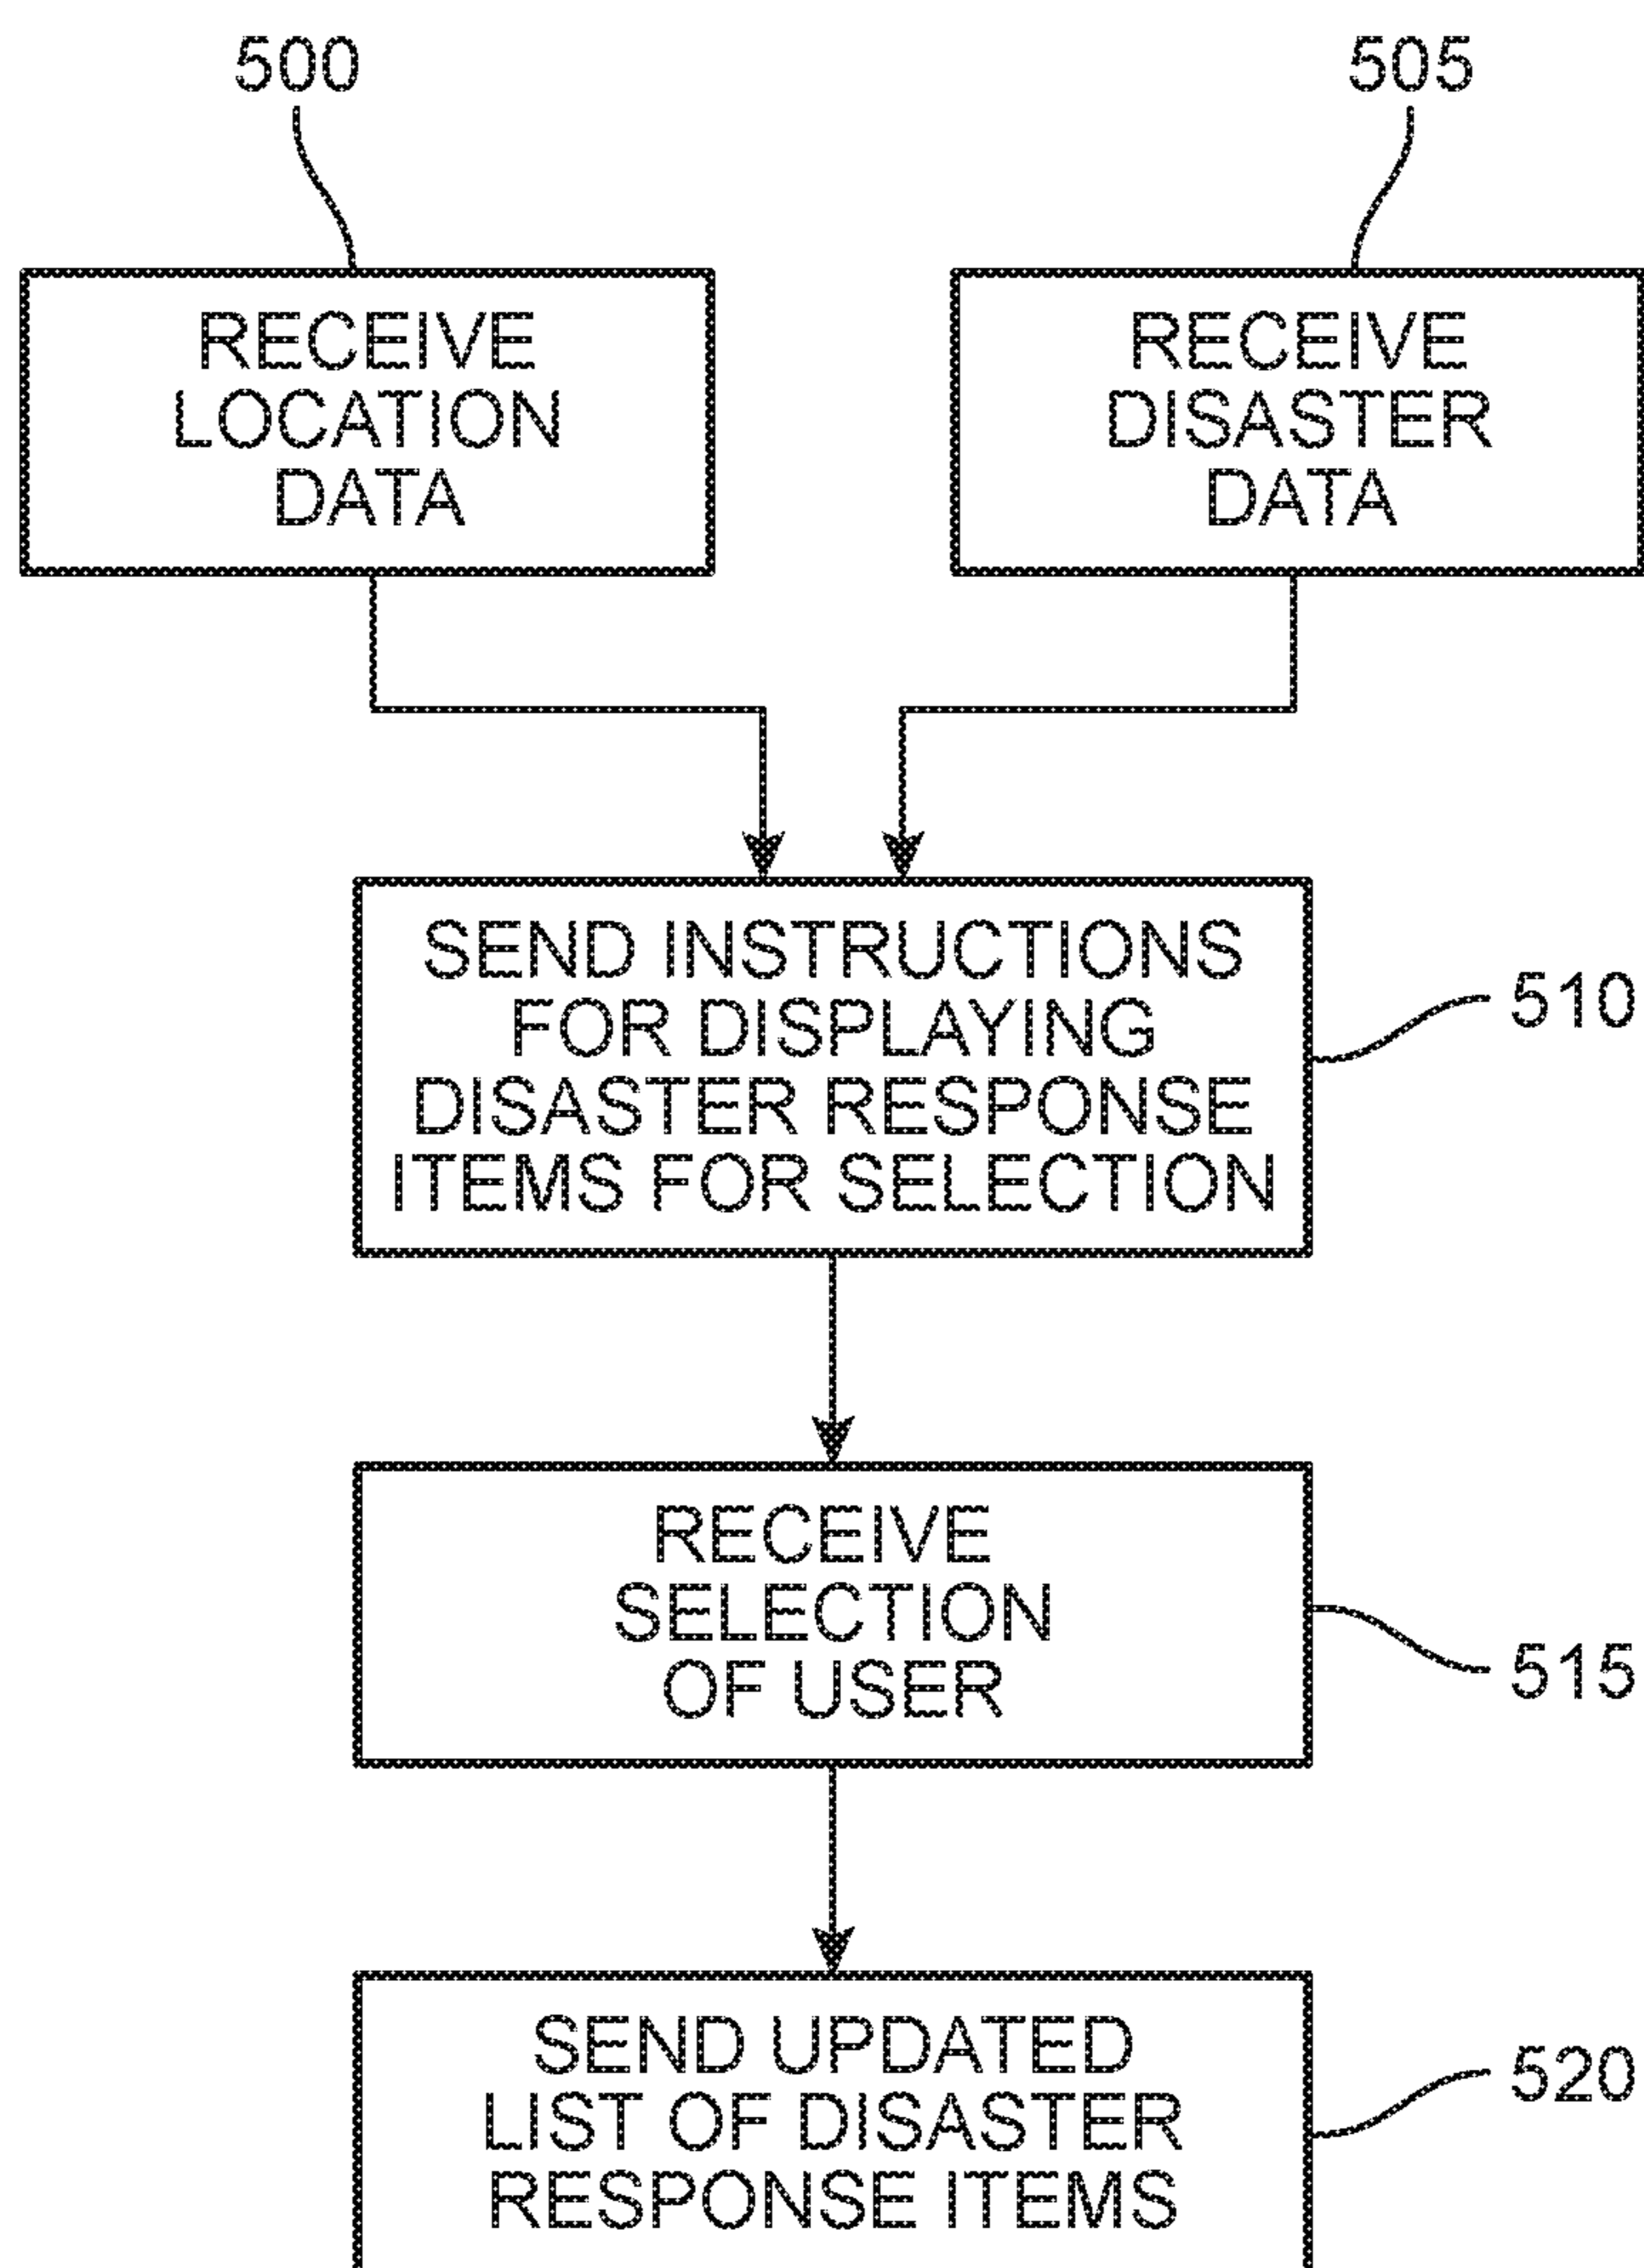 500
505
RECEIVE
LOCATION
DATA
RECEIVE
DISASTER
DATA
SEND INSTRUCTIONS
FOR DISPLAYING
DISASTER RESPONSE
ITEMS FOR SELECTION
510
RECEIVE
SELECTION
OF USER
515
SEND UPDATED
LIST OF DISASTER
RESPONSE ITEMS
520